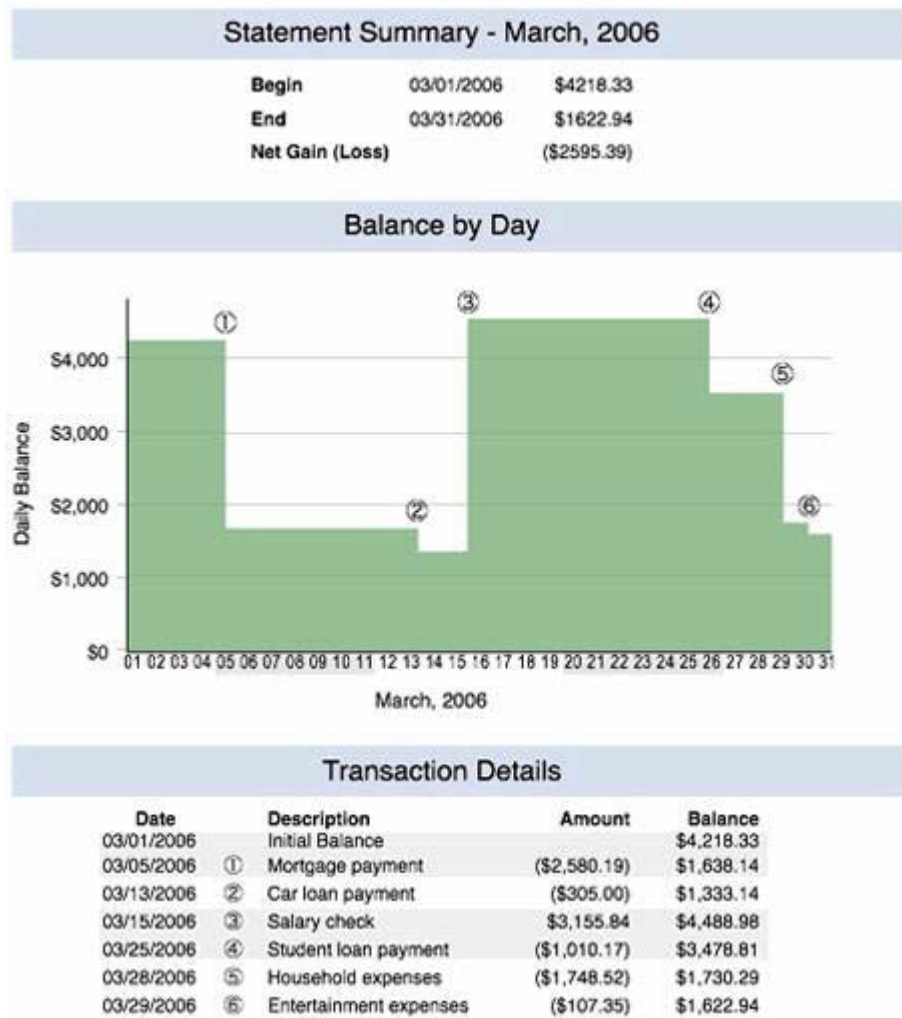 Statement Summary - March, 2006
Begin 03/01/2006 $4218.33
End 03/31/2006 $1622.94
Net Gain (Loss) ($2595.39)
Balance by Day
① ② ③ ④ ⑤ ⑥
$4,000
$3,000
$2,000
$1,000
$0
Daily Balance
01 02 03 04 05 06 07 08 09 10 11 12 13 14 15 16 17 18 19 20 21 22 23 24 25 26 27 28 29 30 31
March, 2006
Transaction Details
Date Description Amount Balance
03/01/2006 Initial Balance $4,218.33
03/05/2006 ① Mortgage payment ($2,580.19) $1,638.14
03/13/2006 ② Car loan payment ($305.00) $1,333.14
03/15/2006 ③ Salary check $3,155.84 $4,488.98
03/25/2006 ④ Student loan payment ($1,010.17) $3,478.81
03/28/2006 ⑤ Household expenses ($1,748.52) $1,730.29
03/29/2006 ⑥ Entertainment expenses ($107.35) $1,622.94